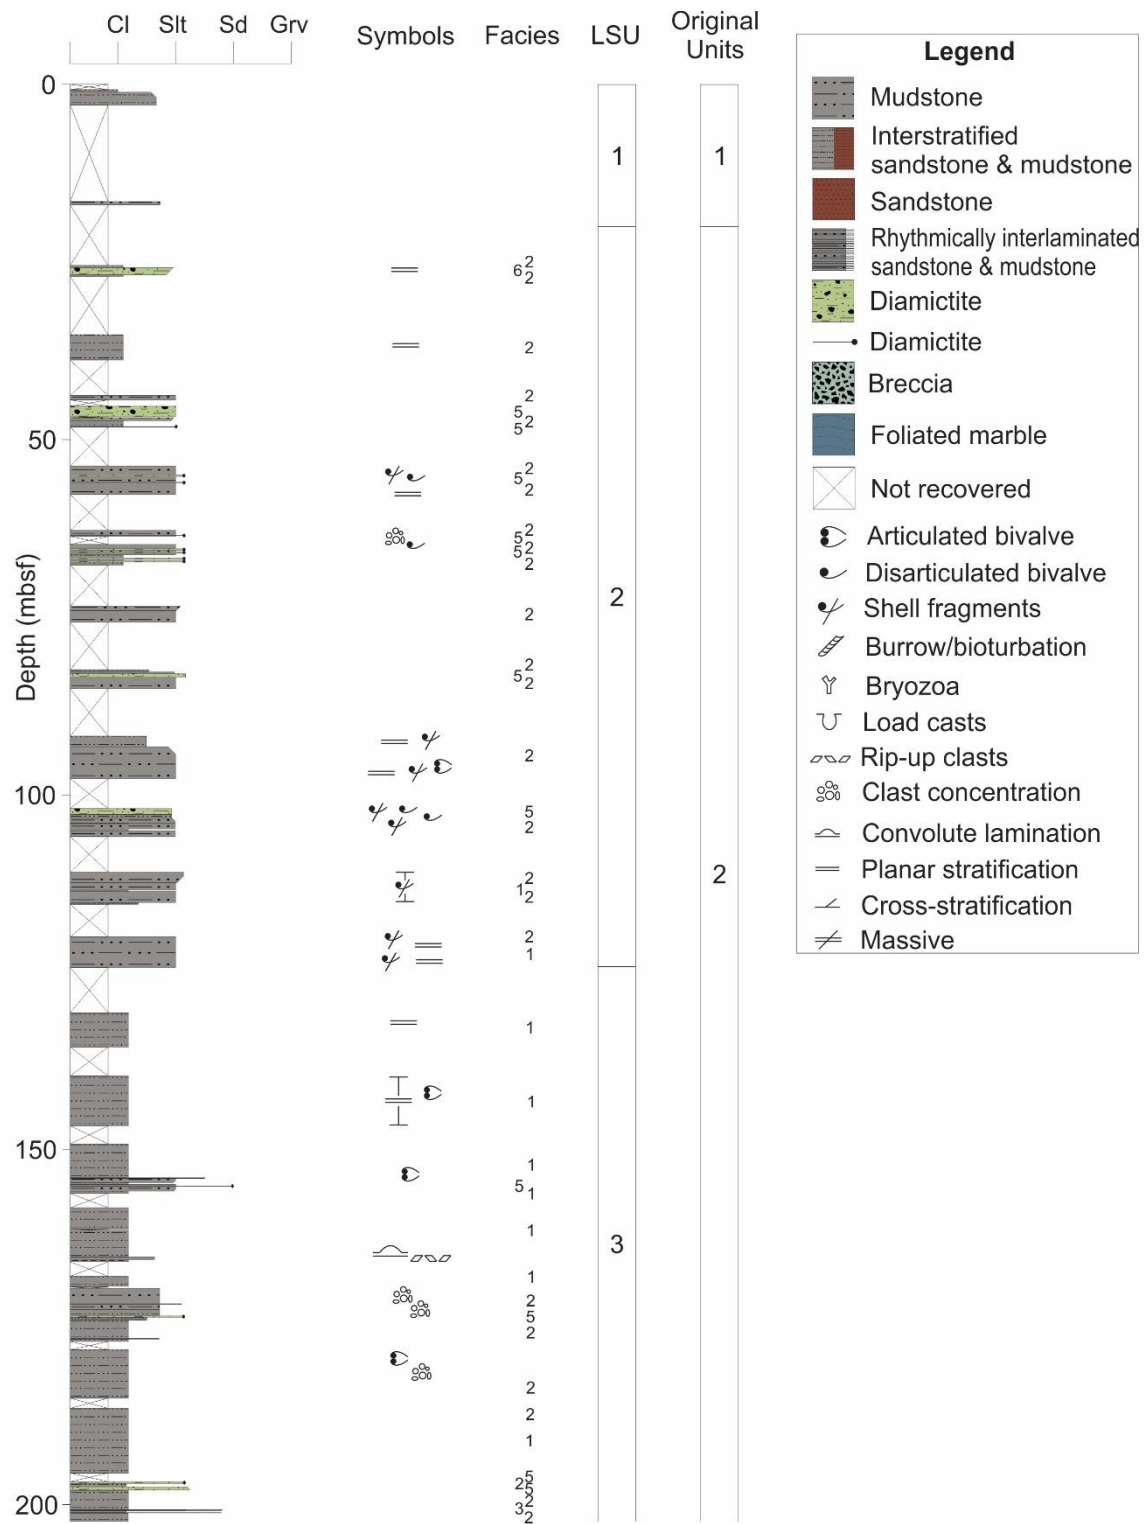 Cl Slt Sd Grv
Symbols
Facies
LSU
Original
Units
Depth (mbsf)
0
50
100
150
200
6 2
2
2
2
5
2
5
2
5
2
2
5
2
5
2
2
2
5
2
2
5
2
2
1 2
2
2
1
1
1
1
5
1
1
1
2
5
2
2
2
1
5
2
5
2
3
2
1
2
3
1
2
Legend
Mudstone
Interstratified
sandstone & mudstone
Sandstone
Rhythmically interlaminated
sandstone & mudstone
Diamictite
Diamictite
Breccia
Foliated marble
Not recovered
Articulated bivalve
Disarticulated bivalve
Shell fragments
Burrow/bioturbation
Bryozoa
Load casts
Rip-up clasts
Clast concentration
Convolute lamination
Planar stratification
Cross-stratification
Massive